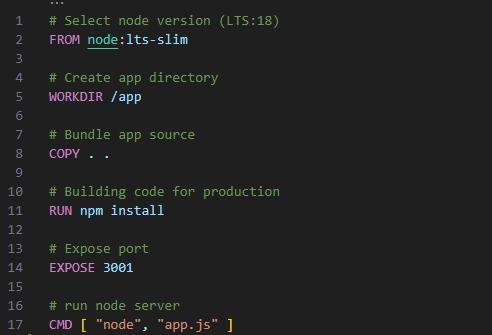 ...
1 # Select node version (LTS:18)
2 FROM node:lts-slim
3
4 # Create app directory
5 WORKDIR /app
6
7 # Bundle app source
8 COPY . .
9
10 # Building code for production
11 RUN npm install
12
13 # Expose port
14 EXPOSE 3001
15
16 # run node server
17 CMD [ "node", "app.js" ]